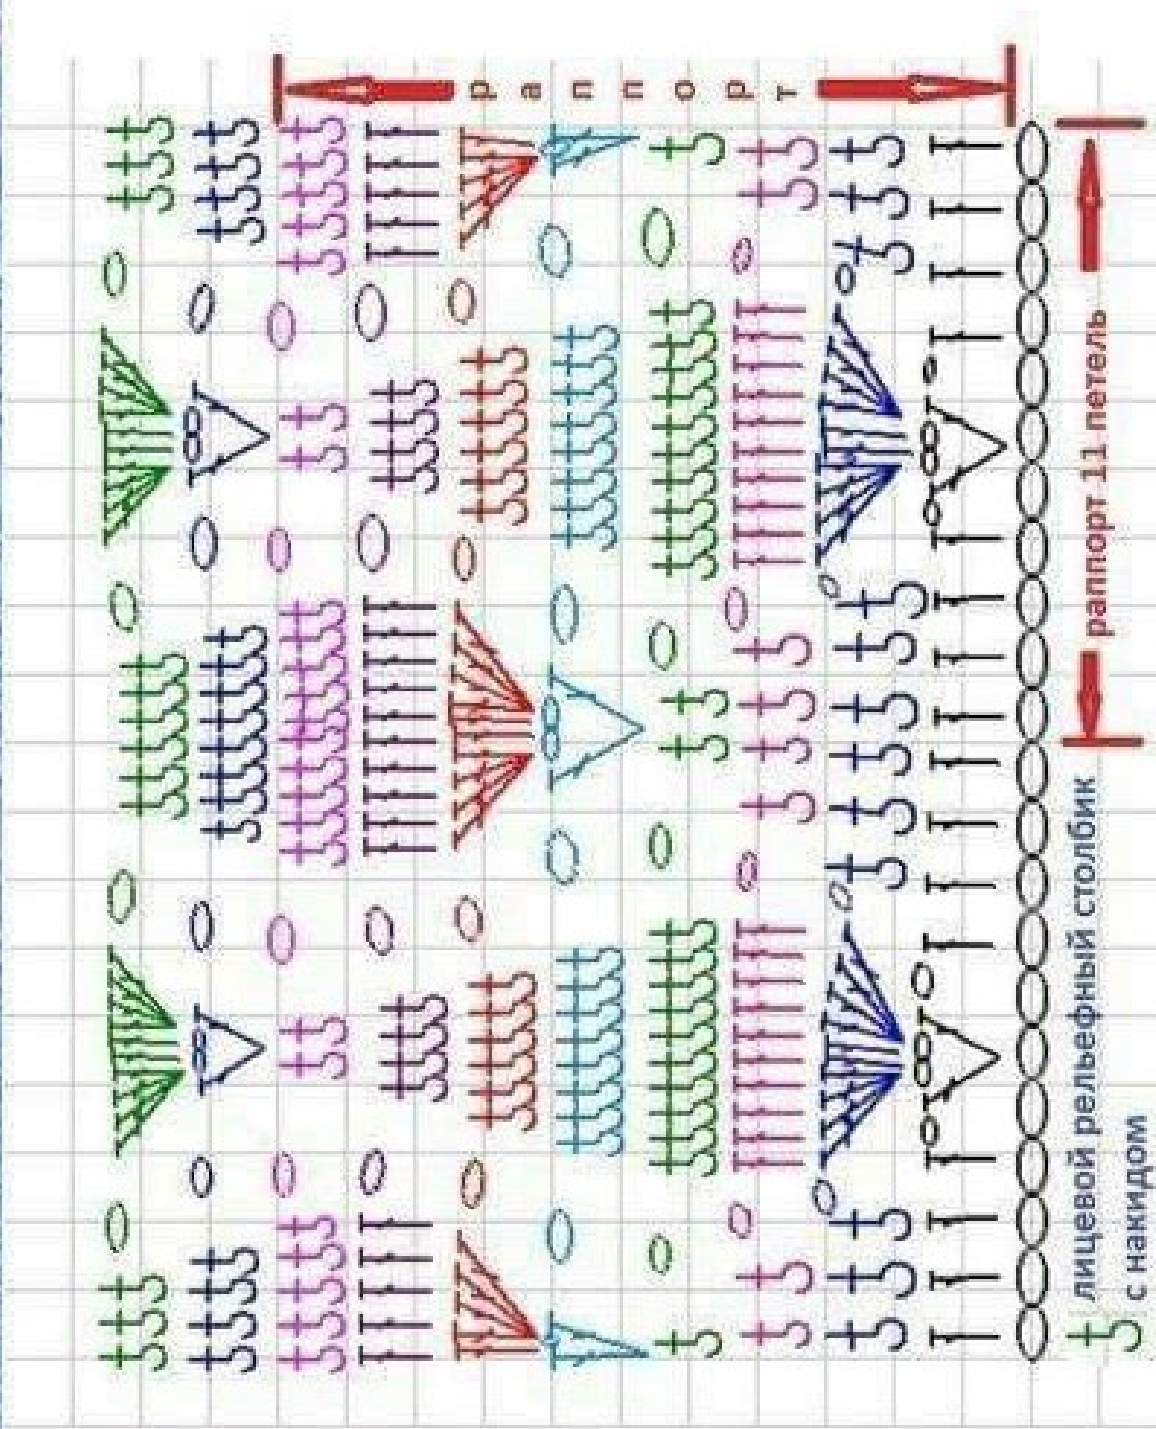 раппорт
раппорт 11 петель
лицевой рельефный столбик
с накидом